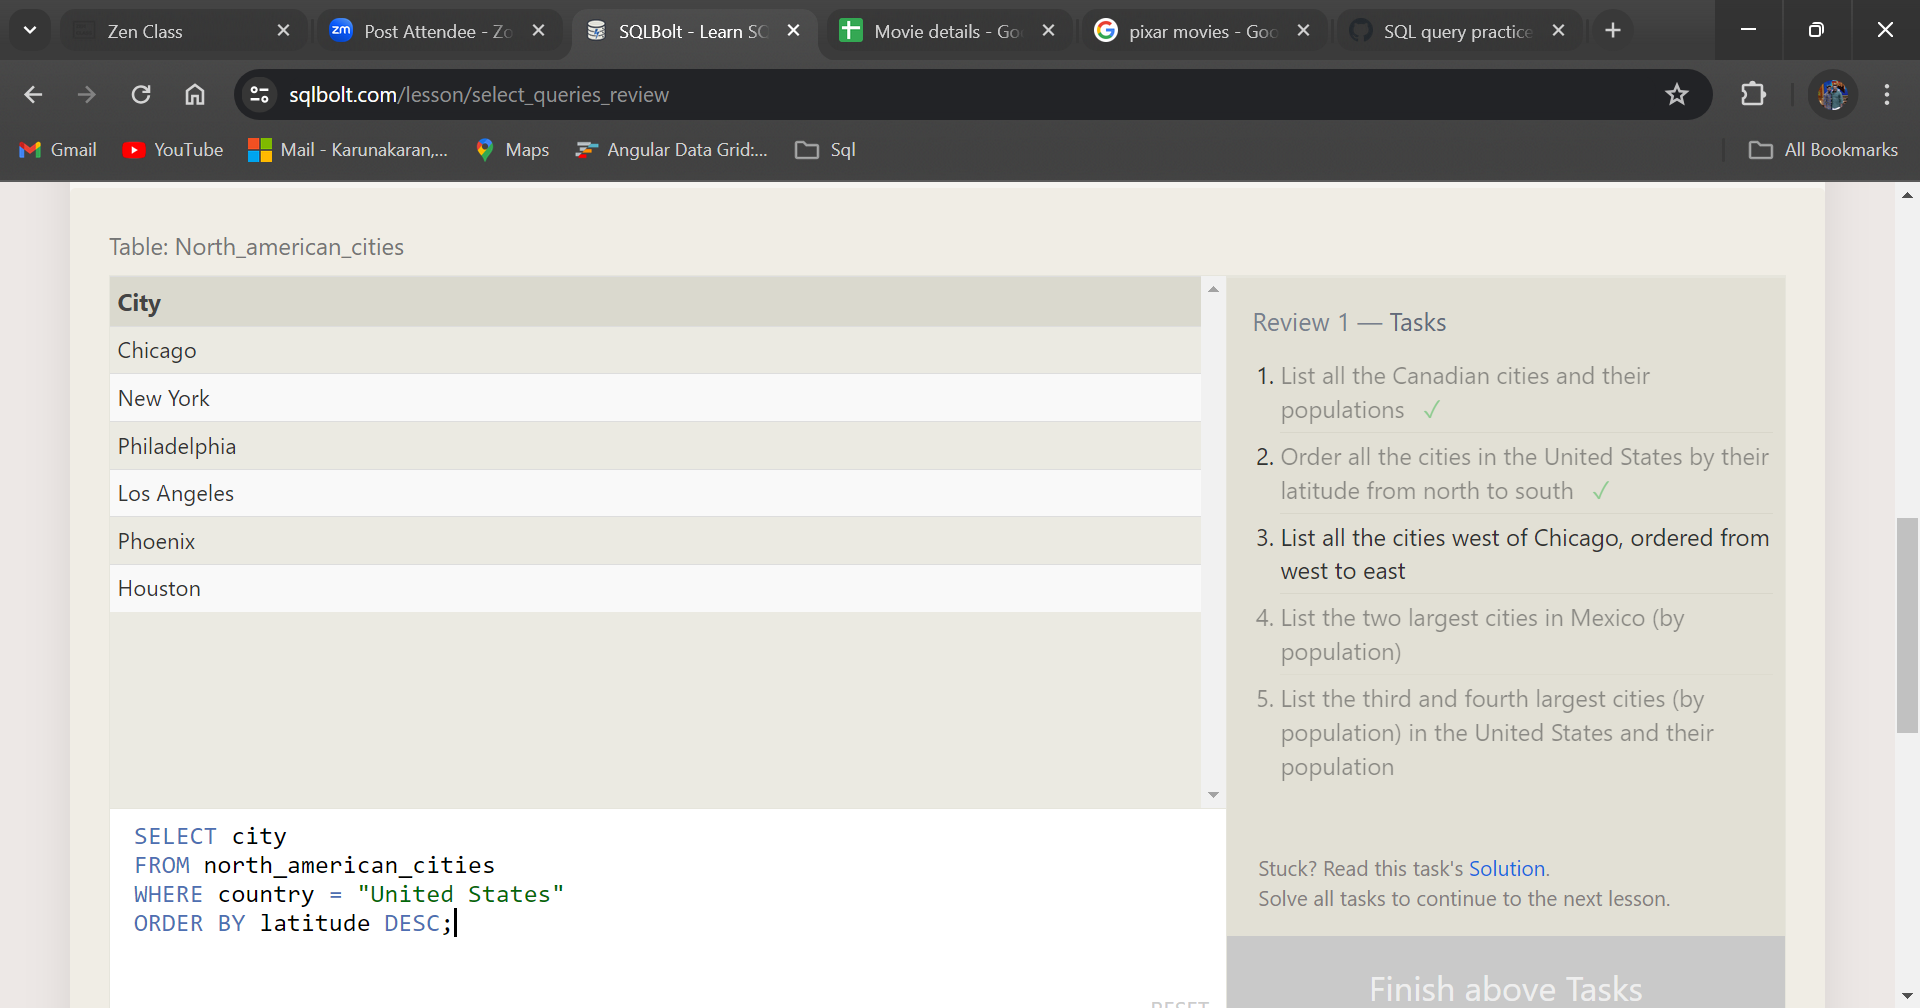 Zen Class
zm Post Attendee - Zo
SQLBolt - Learn SQ
Movie details - Goo
pixar movies - Goo
SQL query practice
sqlbolt.com/lesson/select_queries_review
Gmail
YouTube
Mail - Karunakaran,...
Maps
Angular Data Grid:...
Sql
All Bookmarks
Table: North_american_cities
City
Chicago
New York
Philadelphia
Los Angeles
Phoenix
Houston
SELECT city
FROM north_american_cities
WHERE country = "United States"
ORDER BY latitude DESC;
RESET
Review 1 — Tasks
1. List all the Canadian cities and their
populations ✓
2. Order all the cities in the United States by their
latitude from north to south ✓
3. List all the cities west of Chicago, ordered from
west to east
4. List the two largest cities in Mexico (by
population)
5. List the third and fourth largest cities (by
population) in the United States and their
population
Stuck? Read this task's Solution.
Solve all tasks to continue to the next lesson.
Finish above Tasks